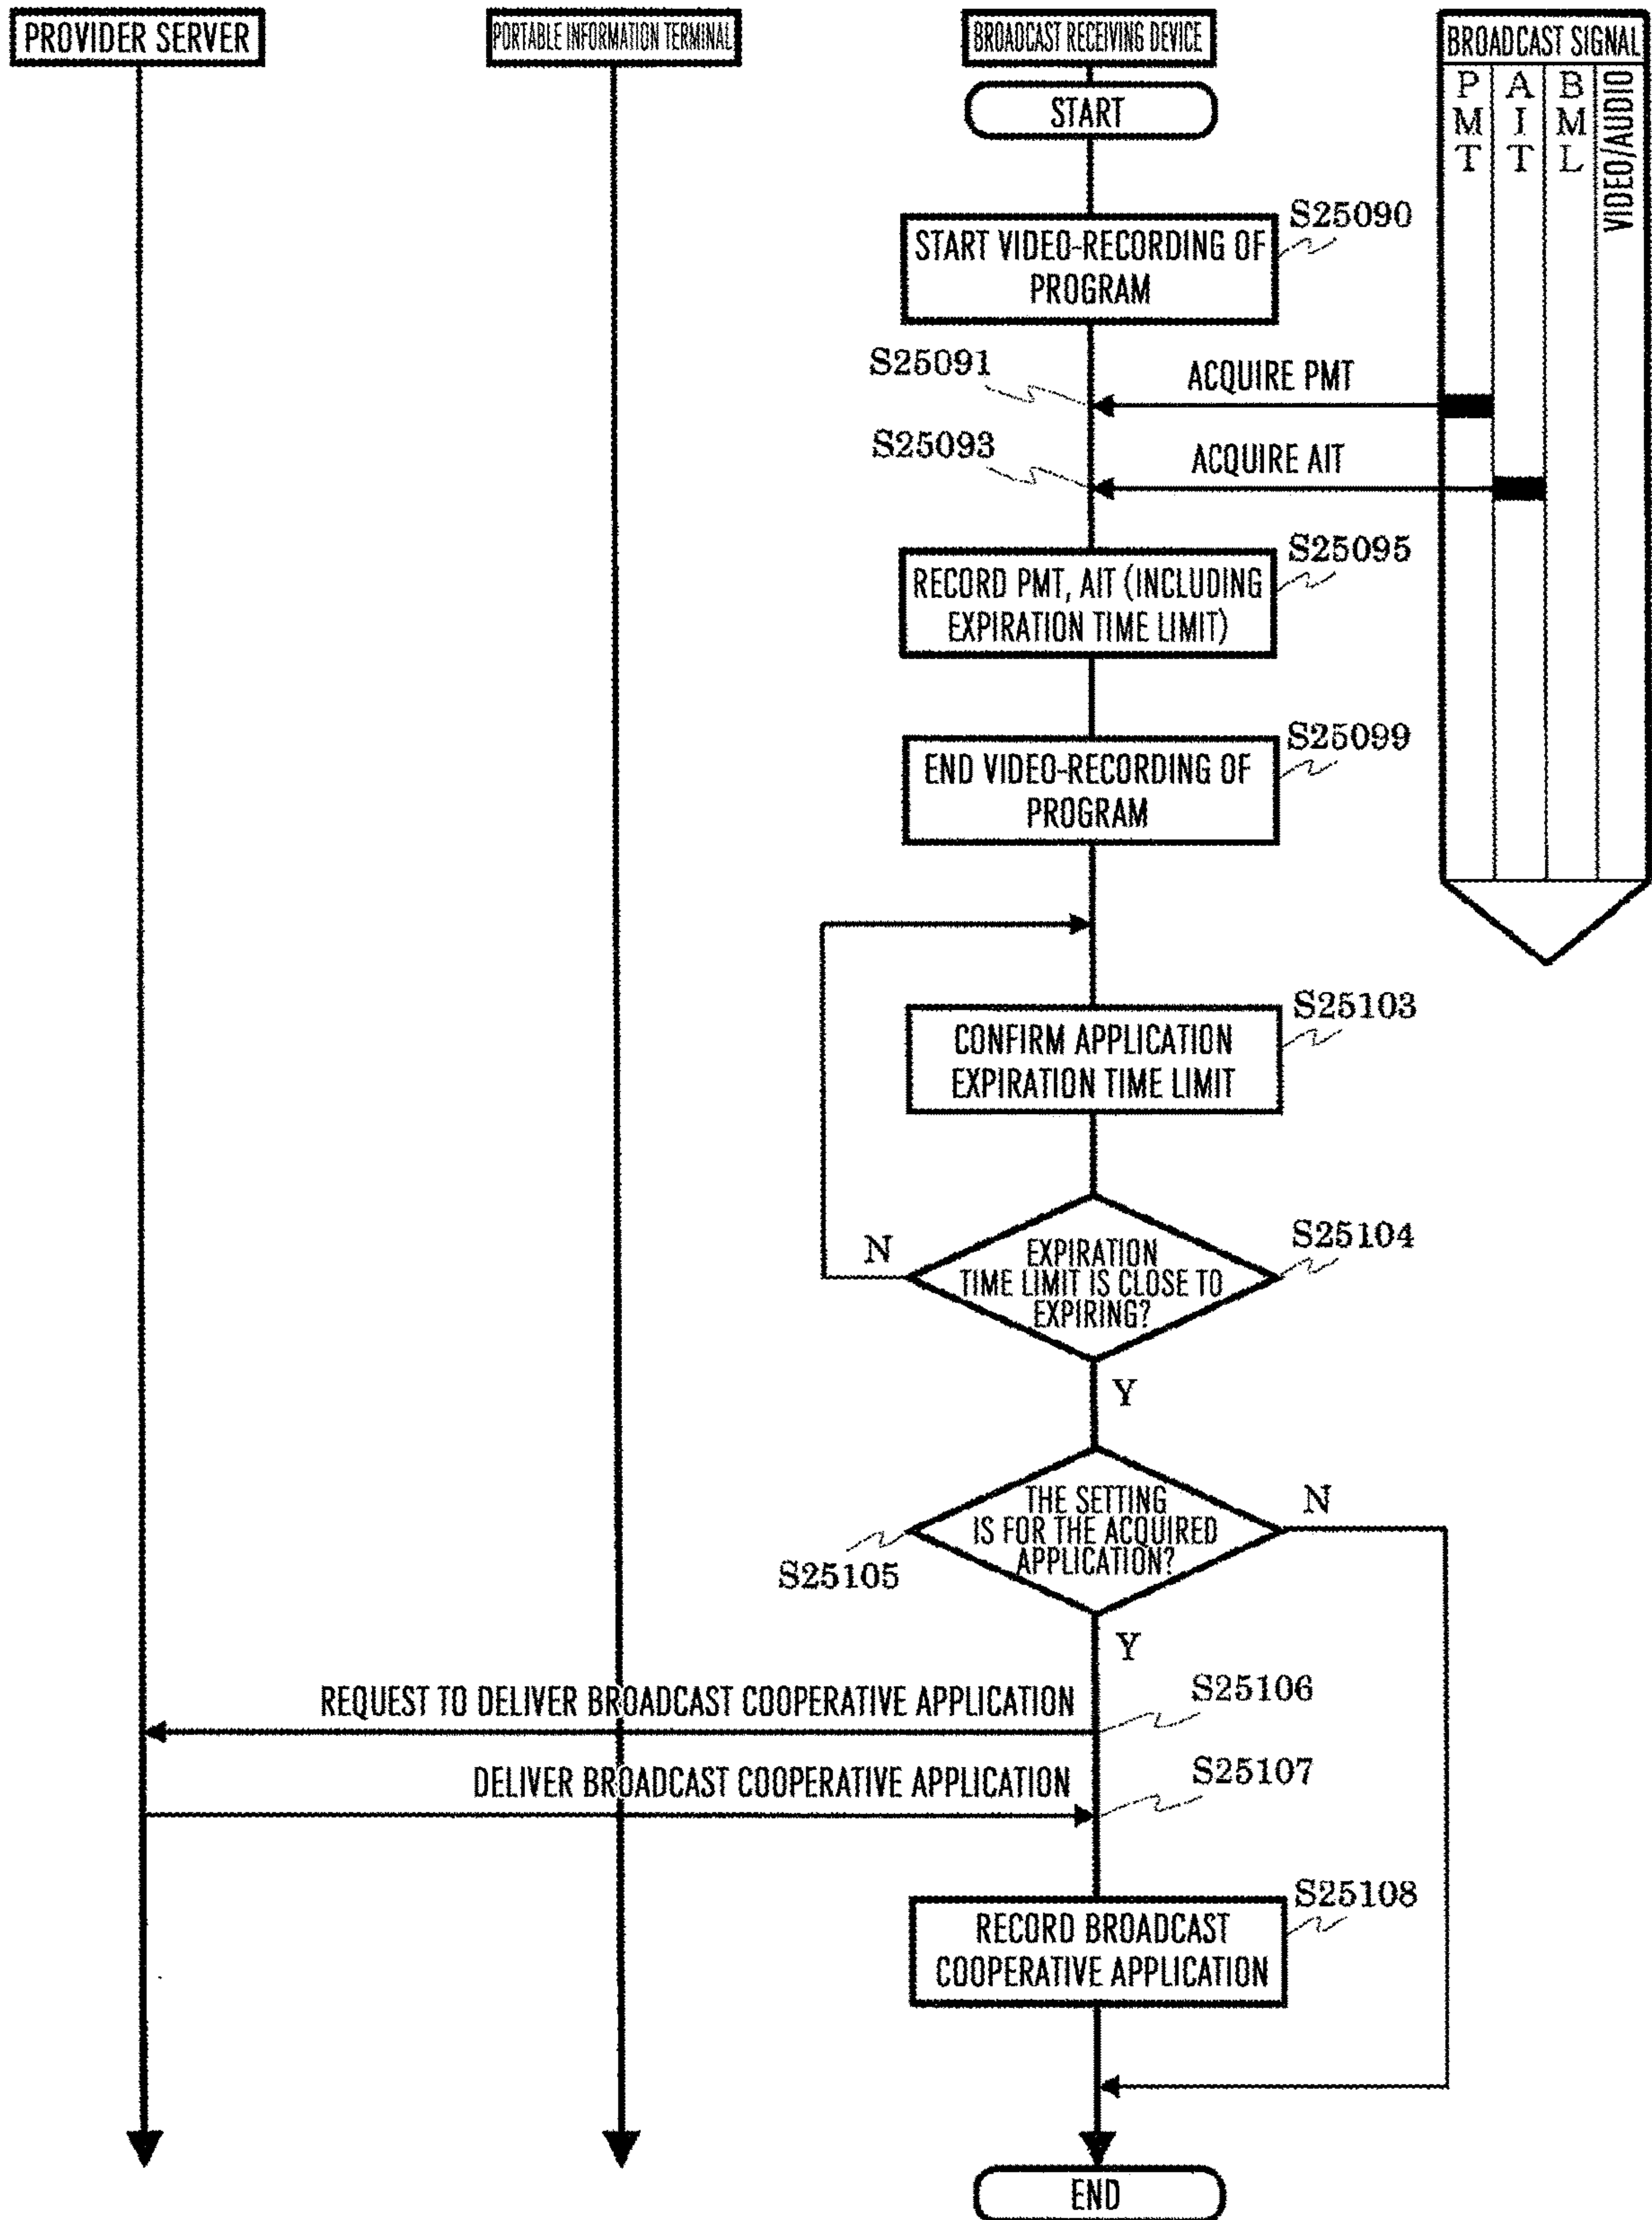 PROVIDER SERVER
PORTABLE INFORMATION TERMINAL
BROADCAST RECEIVING DEVICE
BROADCAST SIGNAL
PMT
AIT
BML
VIDEO/AUDIO
START
S25090
START VIDEO-RECORDING OF
PROGRAM
S25091
ACQUIRE PMT
S25093
ACQUIRE AIT
S25095
RECORD PMT, AIT (INCLUDING
EXPIRATION TIME LIMIT)
S25099
END VIDEO-RECORDING OF
PROGRAM
S25103
CONFIRM APPLICATION
EXPIRATION TIME LIMIT
S25104
N
EXPIRATION
TIME LIMIT IS CLOSE TO
EXPIRING?
Y
N
THE SETTING
IS FOR THE ACQUIRED
APPLICATION?
S25105
Y
S25106
REQUEST TO DELIVER BROADCAST COOPERATIVE APPLICATION
S25107
DELIVER BROADCAST COOPERATIVE APPLICATION
S25108
RECORD BROADCAST
COOPERATIVE APPLICATION
END